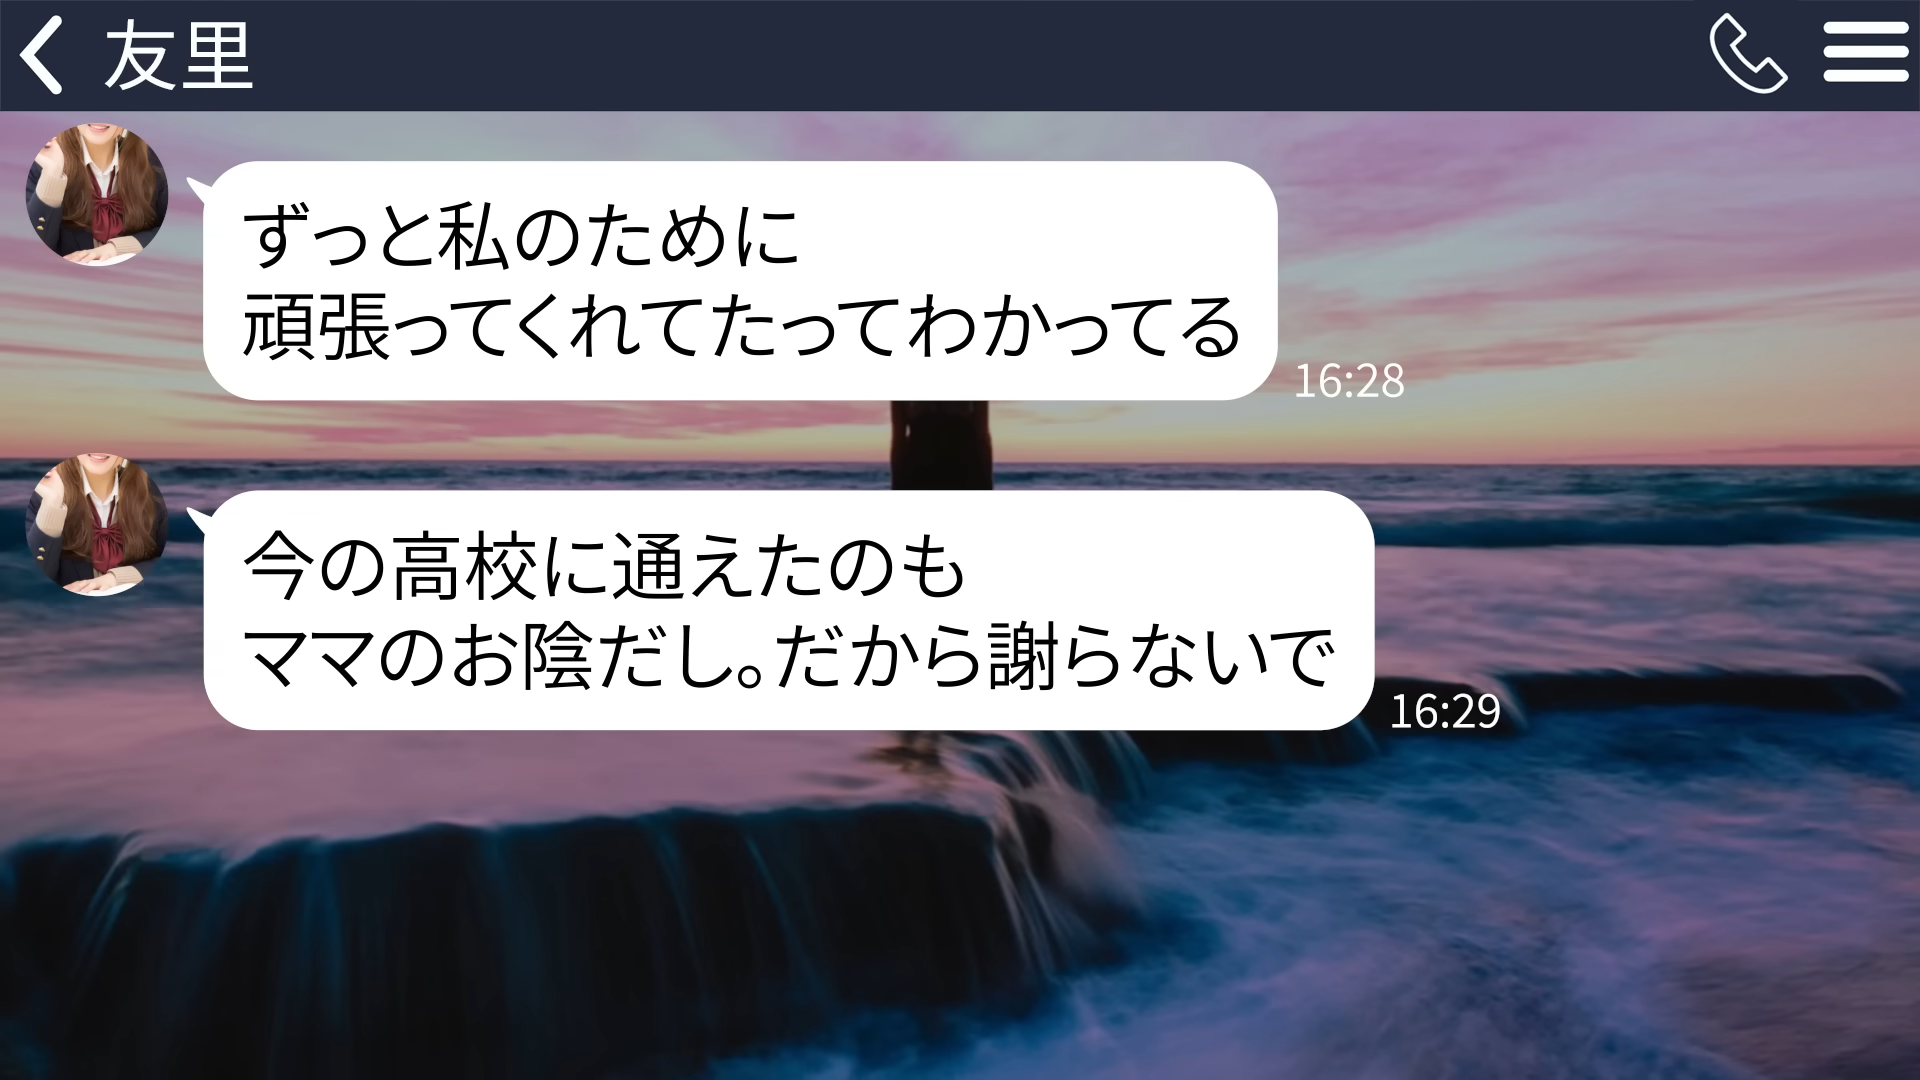 友里
ずっと私のために
頑張ってくれてたってわかってる
16:28
今の高校に通えたのも
ママのお陰だし。だから謝らないで
16:29